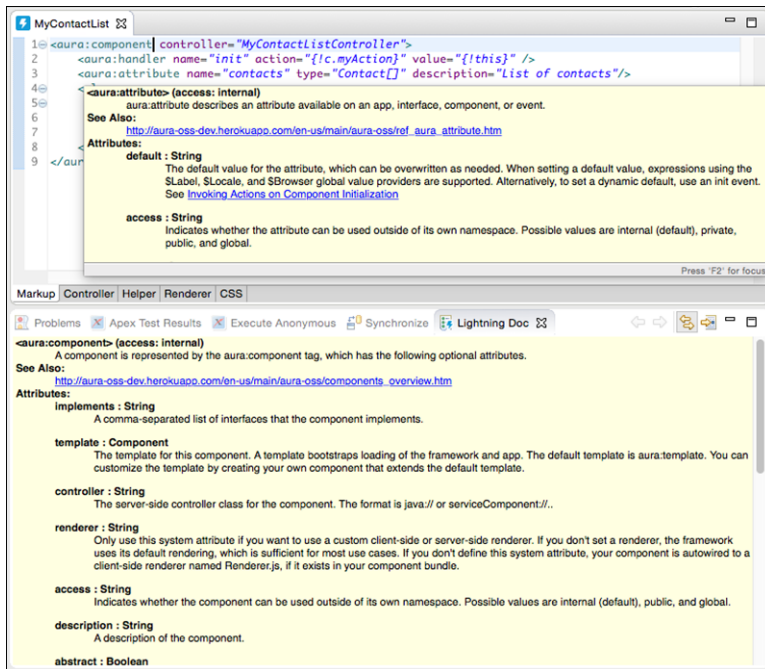 MyContactList
1 <aura:component controller="MyContactListController">
2 <aura:handler name="init" action="{!c.myAction}" value="{!this}" />
3 <aura:attribute name="contacts" type="Contact[]" description="List of contacts"/>
4
5
6
7
8 <
9 </aur
<aura:attribute> (access: internal)
aura:attribute describes an attribute available on an app, interface, component, or event.
See Also:
http://aura-oss-dev.herokuapp.com/en-us/main/aura-oss/ref_aura_attribute.htm
Attributes:
default : String
The default value for the attribute, which can be overwritten as needed. When setting a default value, expressions using the
$Label, $Locale, and $Browser global value providers are supported. Alternatively, to set a dynamic default, use an init event.
See Invoking Actions on Component Initialization
access : String
Indicates whether the attribute can be used outside of its own namespace. Possible values are internal (default), private,
public, and global.
Press 'F2' for focus
Markup Controller Helper Renderer CSS
Problems Apex Test Results Execute Anonymous Synchronize Lightning Doc
<aura:component> (access: internal)
A component is represented by the aura:component tag, which has the following optional attributes.
See Also:
http://aura-oss-dev.herokuapp.com/en-us/main/aura-oss/components_overview.htm
Attributes:
implements : String
A comma-separated list of interfaces that the component implements.
template : Component
The template for this component. A template bootstraps loading of the framework and app. The default template is aura:template. You can
customize the template by creating your own component that extends the default template.
controller : String
The server-side controller class for the component. The format is java:// or serviceComponent://..
renderer : String
Only use this system attribute if you want to use a custom client-side or server-side renderer. If you don't set a renderer, the framework
uses its default rendering, which is sufficient for most use cases. If you don't define this system attribute, your component is autowired to a
client-side renderer named Renderer.js, if it exists in your component bundle.
access : String
Indicates whether the component can be used outside of its own namespace. Possible values are internal (default), public, and global.
description : String
A description of the component.
abstract : Boolean